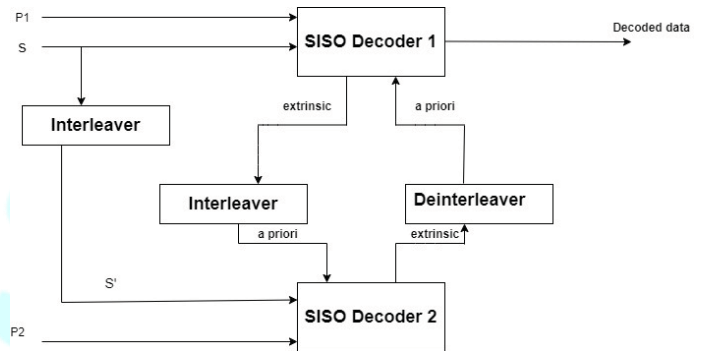 P1
SISO Decoder 1
Decoded data
S
extrinsic
a priori
Interleaver
Interleaver
Deinterleaver
a priori
extrinsic
S'
SISO Decoder 2
P2